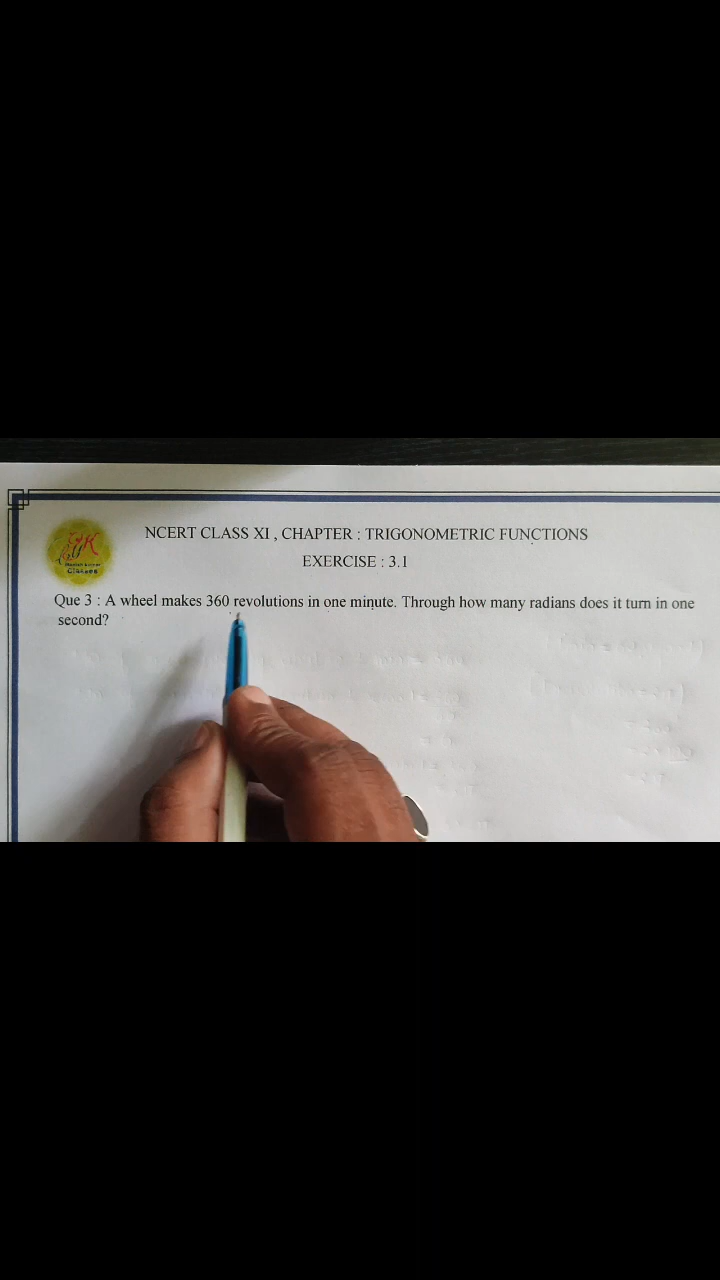 NCERT CLASS XI , CHAPTER : TRIGONOMETRIC FUNCTIONS
EXERCISE : 3.1
Que 3 : A wheel makes 360 revolutions in one minute. Through how many radians does it turn in one
second?
Classes